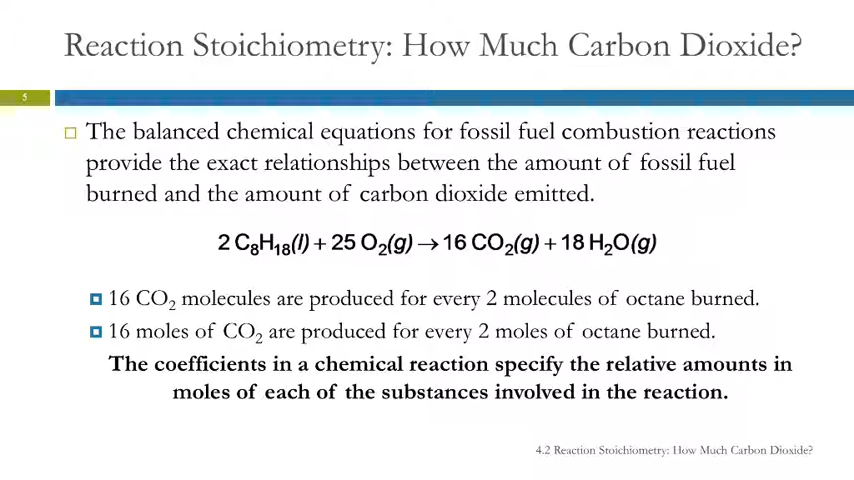 Reaction Stoichiometry: How Much Carbon Dioxide?
5
The balanced chemical equations for fossil fuel combustion reactions
provide the exact relationships between the amount of fossil fuel
burned and the amount of carbon dioxide emitted.
2 C₈H₁₈(l) + 25 O₂(g) → 16 CO₂(g) + 18 H₂O(g)
16 CO₂ molecules are produced for every 2 molecules of octane burned.
16 moles of CO₂ are produced for every 2 moles of octane burned.
The coefficients in a chemical reaction specify the relative amounts in
moles of each of the substances involved in the reaction.
4.2 Reaction Stoichiometry: How Much Carbon Dioxide?